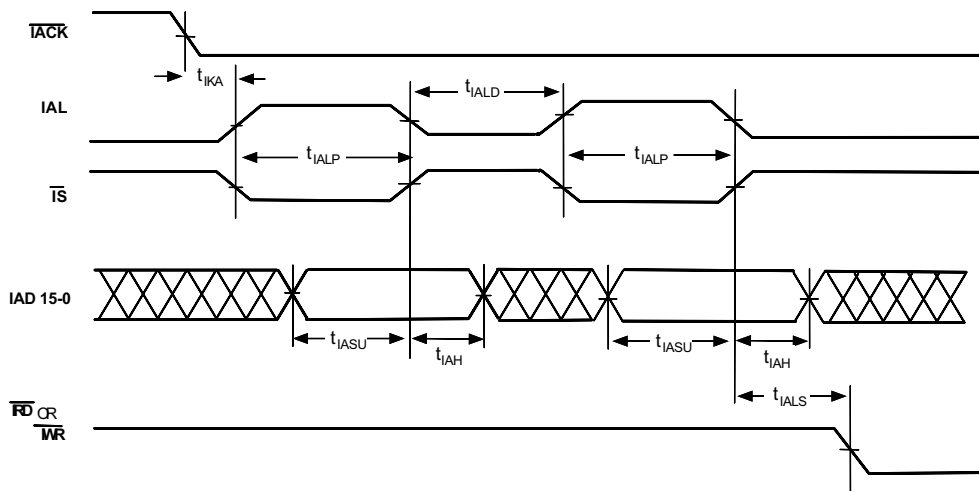 IACK
tIKA
IAL
tIALD
tIALP
tIALP
IS
IAD 15-0
tIASU
tIAH
tIASU
tIAH
tIALS
IRD OR
IWR